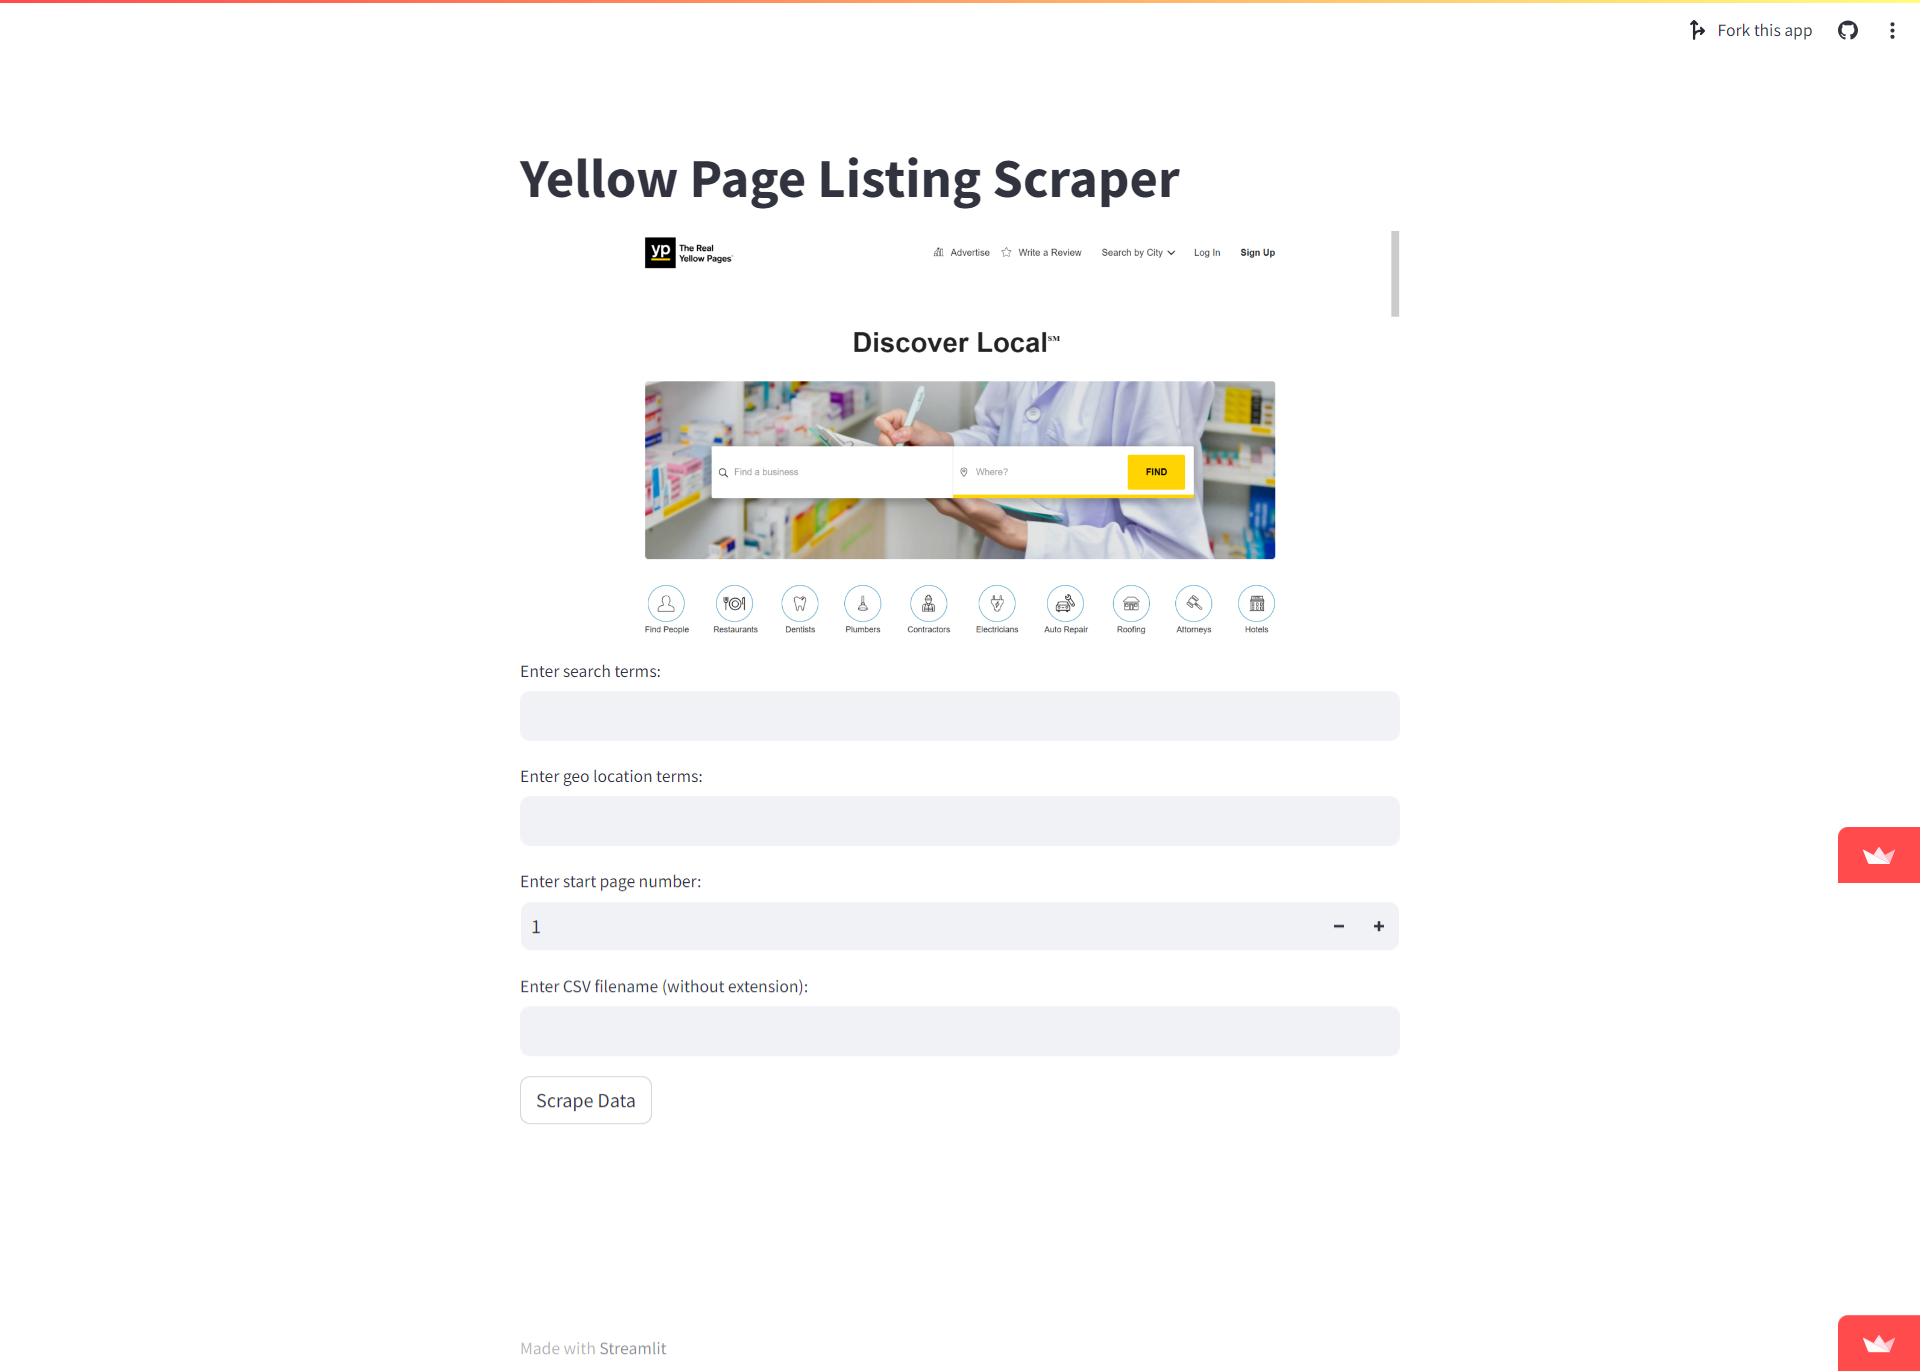 Fork this app
Yellow Page Listing Scraper
yp The Real
Yellow Pages
Advertise Write a Review Search by City Log In Sign Up
Discover Local℠
Find a business Where? FIND
Find People Restaurants Dentists Plumbers Contractors Electricians Auto Repair Roofing Attorneys Hotels
Enter search terms:
Enter geo location terms:
Enter start page number:
1
Enter CSV filename (without extension):
Scrape Data
Made with Streamlit